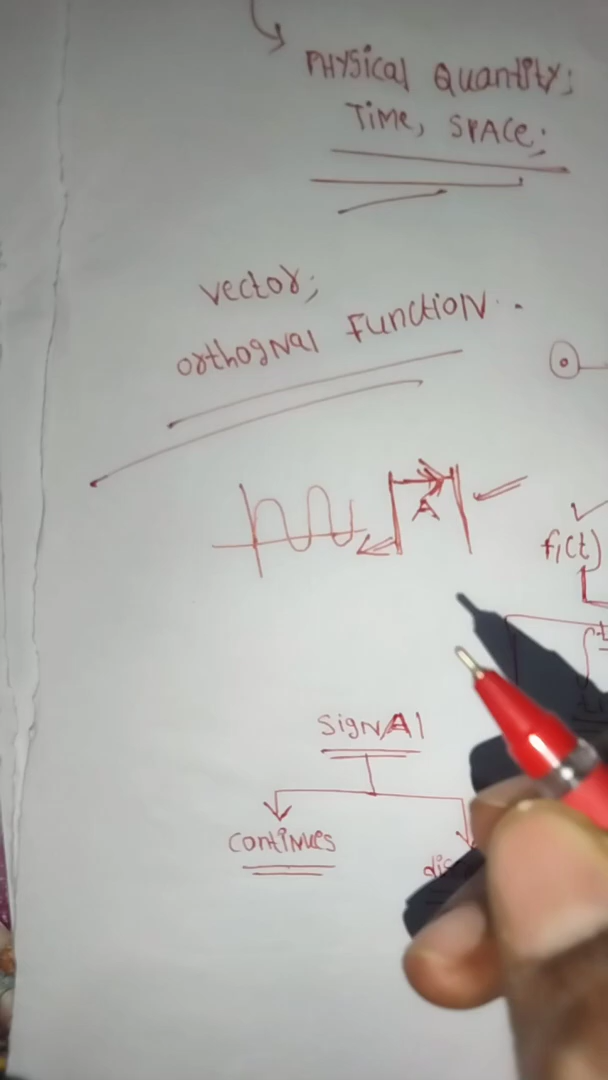 PHYSICAL QUANTITY;
TIME, SPACE;
vector;
orthogNal FUNCTION..
A
f₁(t)
SigNAl
continues